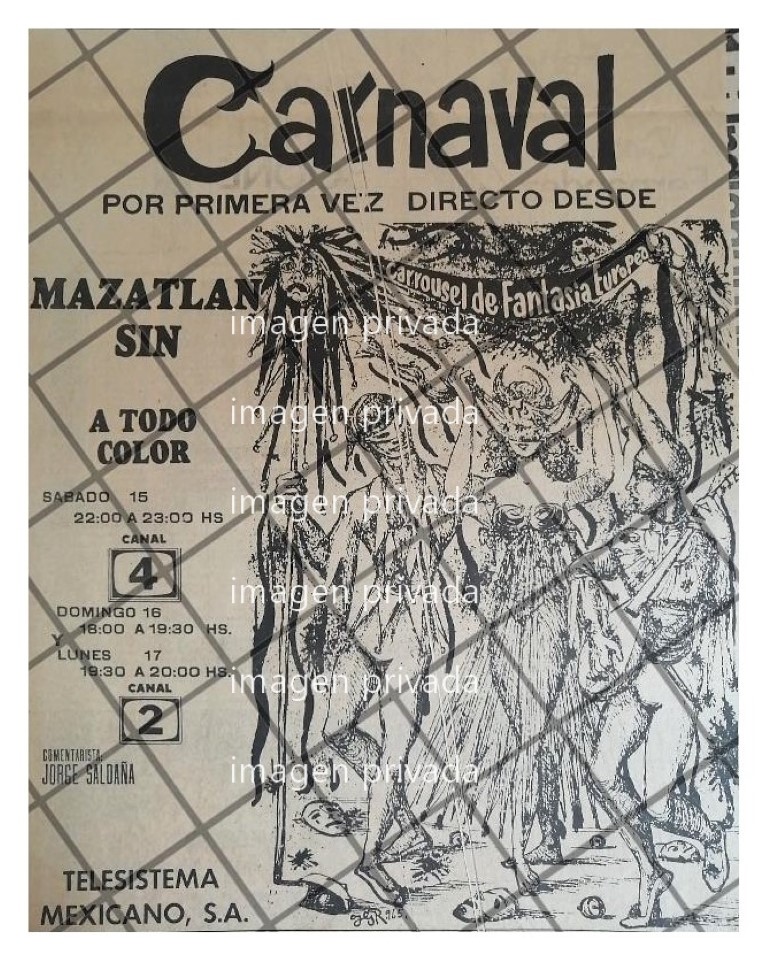 Carnaval
POR PRIMERA VEZ DIRECTO DESDE
Carrousel de Fantasia Europeo
MAZATLAN
SIN
A TODO
COLOR
SABADO 15
22:00 A 23:00 HS
CANAL
4
DOMINGO 16
18:00 A 19:30 HS.
Y
LUNES 17
19:30 A 20:00 HS.
CANAL
2
COMENTARISTA:
JORGE SALDAÑA
TELESISTEMA
MEXICANO, S.A.
imagen privada
imagen privada
imagen privada
imagen privada
imagen privada
imagen privada